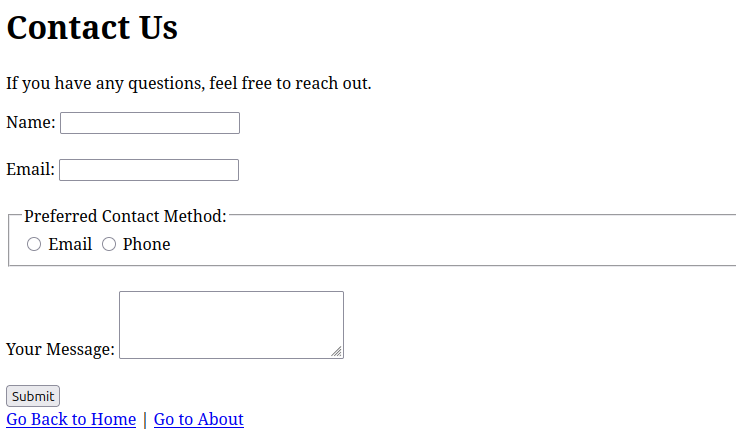 Contact Us
If you have any questions, feel free to reach out.
Name:
Email:
Preferred Contact Method:
Email Phone
Your Message:
Submit
Go Back to Home | Go to About